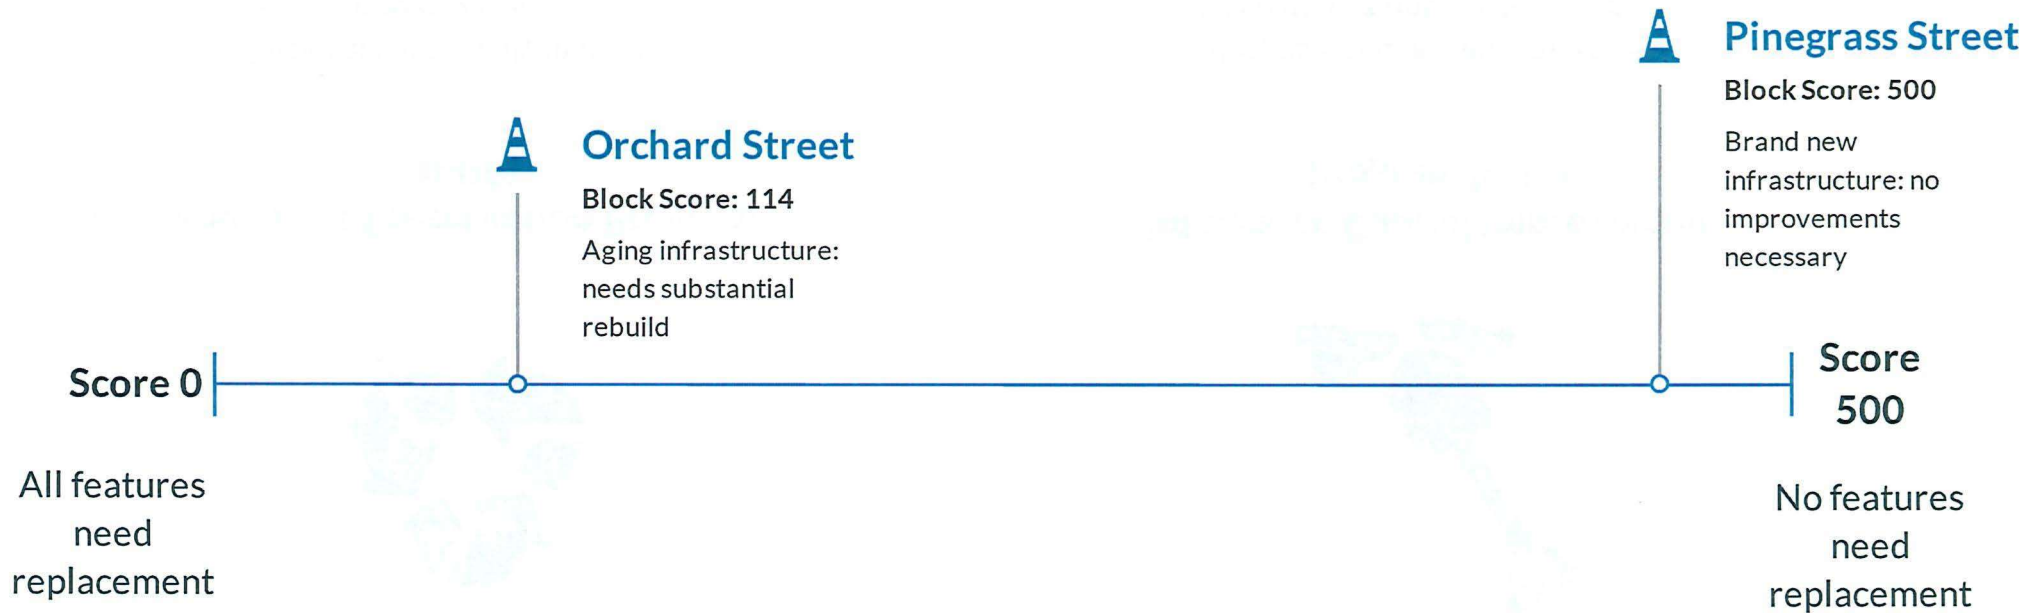 Pinegrass Street
Block Score: 500
Brand new
infrastructure: no
improvements
necessary
Orchard Street
Block Score: 114
Aging infrastructure:
needs substantial
rebuild
Score 0
Score
500
All features
need
replacement
No features
need
replacement